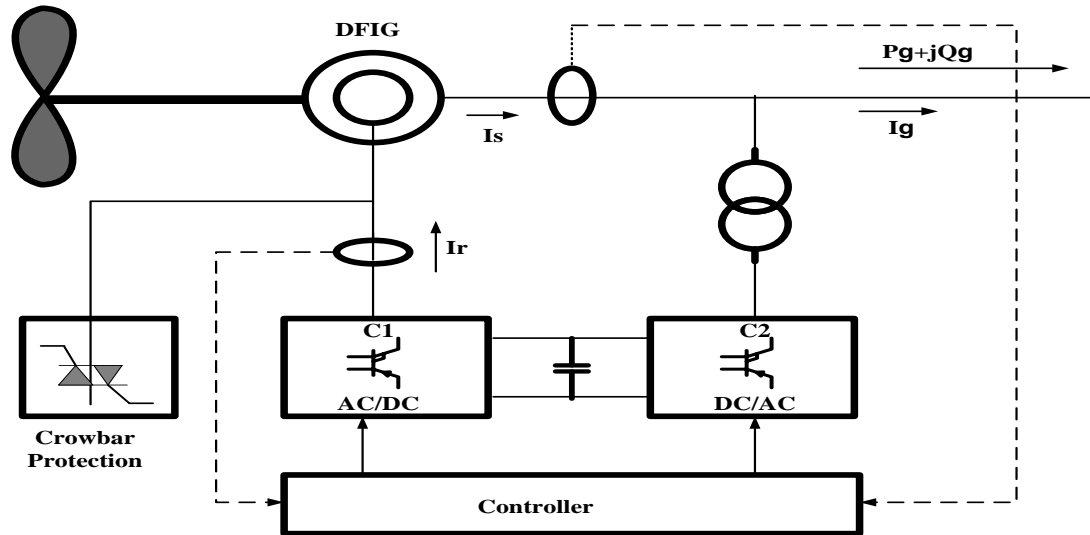 DFIG
Pg+jQg
Is
Ig
Ir
C1
C2
AC/DC
DC/AC
Crowbar
Protection
Controller